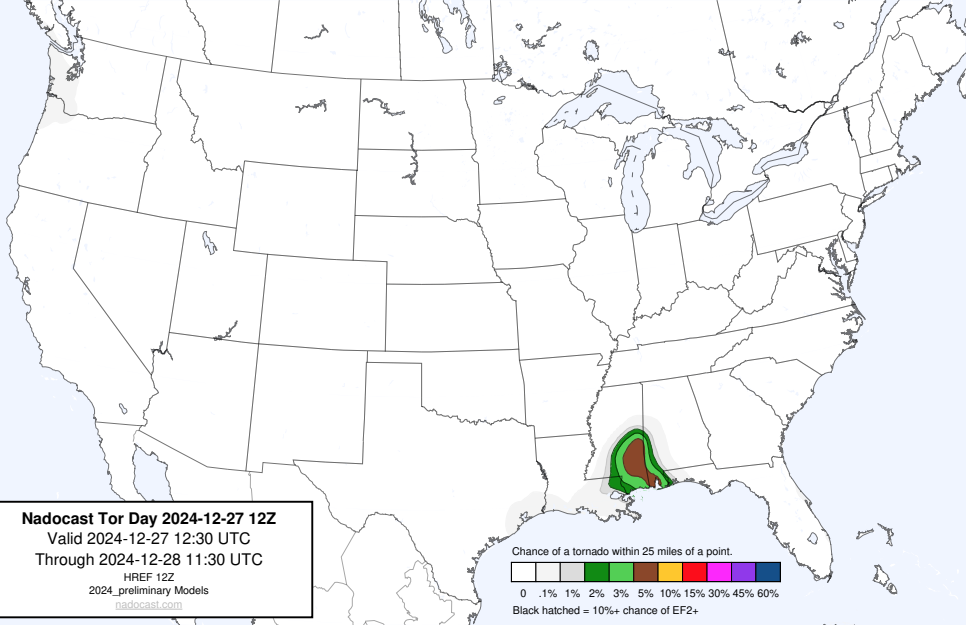 Nadocast Tor Day 2024-12-27 12Z
Valid 2024-12-27 12:30 UTC
Through 2024-12-28 11:30 UTC
HREF 12Z
2024_preliminary Models
nadocast.com
Chance of a tornado within 25 miles of a point.
0 .1% 1% 2% 3% 5% 10% 15% 30% 45% 60%
Black hatched = 10%+ chance of EF2+